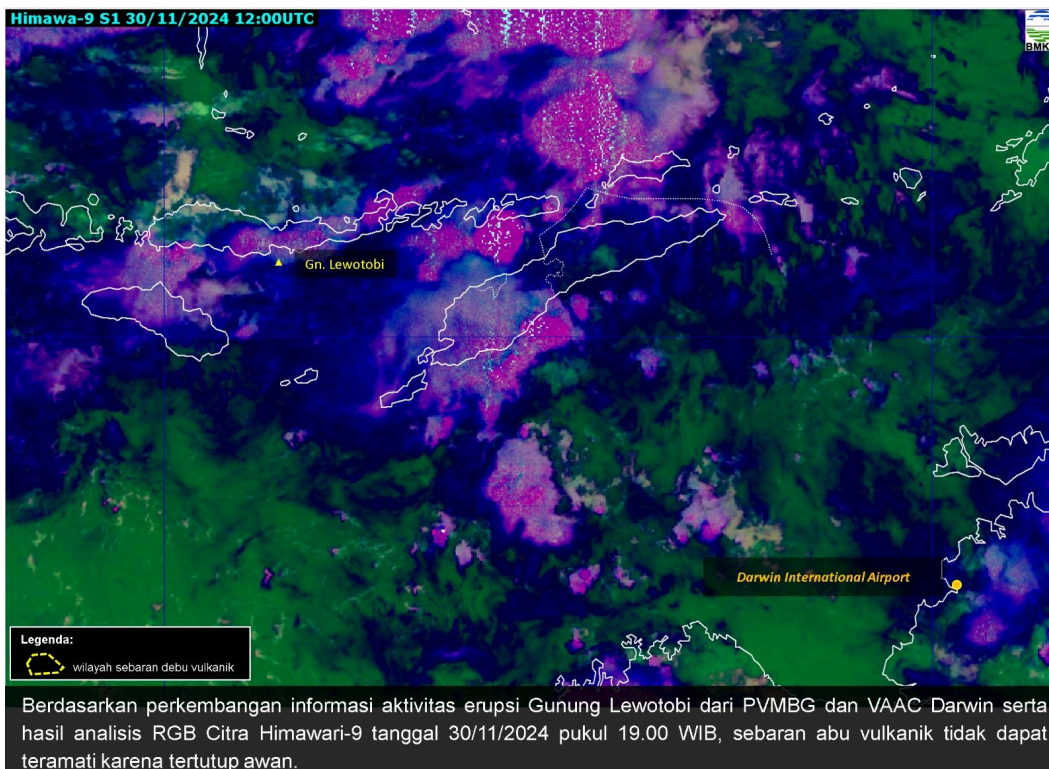 Himawa-9 S1 30/11/2024 12:00UTC
BMK
Gn. Lewotobi
Darwin International Airport
Legenda:
wilayah sebaran debu vulkanik
Berdasarkan perkembangan informasi aktivitas erupsi Gunung Lewotobi dari PVMBG dan VAAC Darwin serta
hasil analisis RGB Citra Himawari-9 tanggal 30/11/2024 pukul 19.00 WIB, sebaran abu vulkanik tidak dapat
teramati karena tertutup awan.